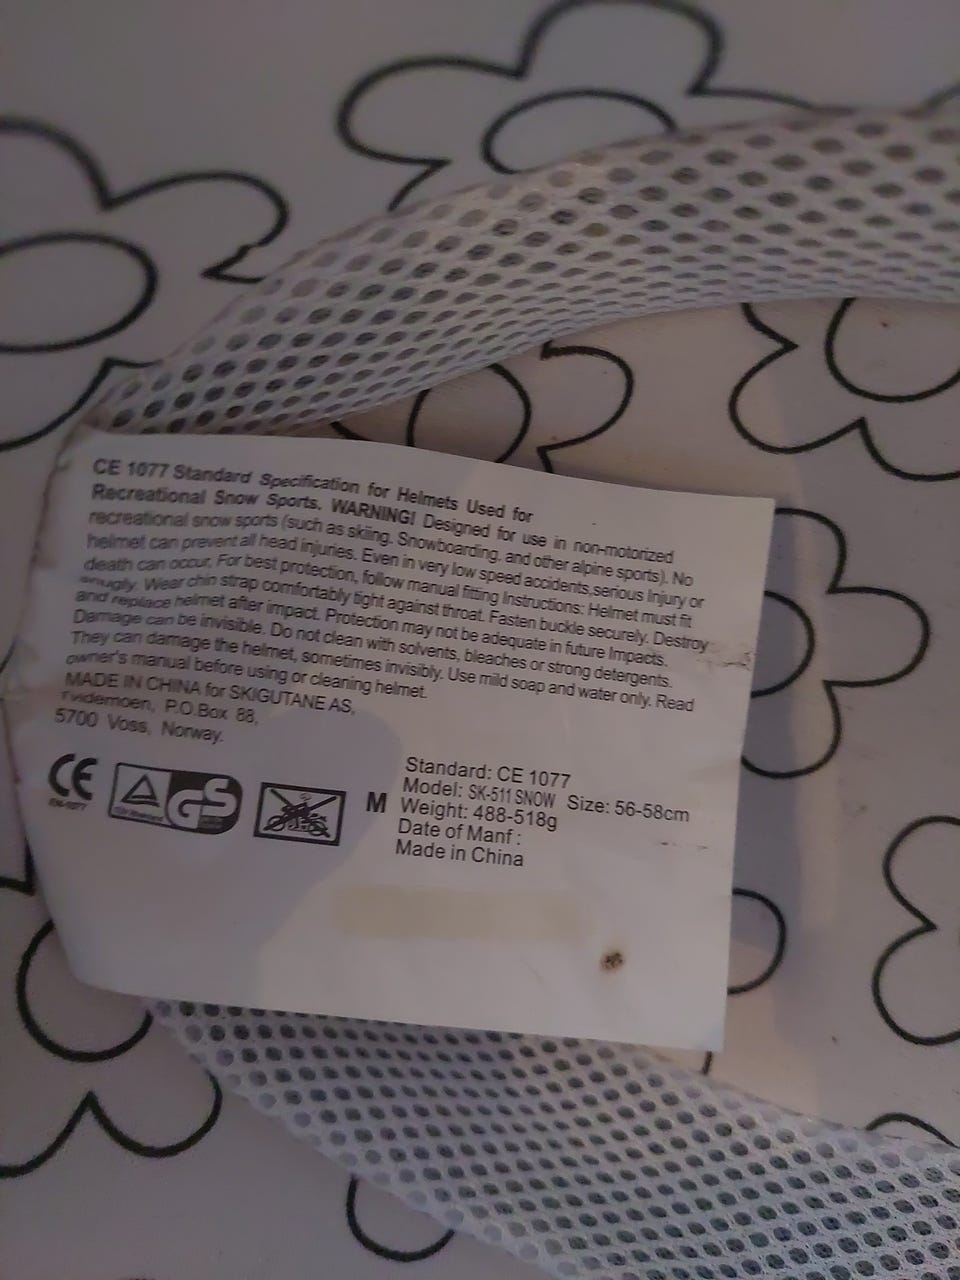 CE 1077 Standard Specification for Helmets Used for
Recreational Snow Sports. WARNING! Designed for use in non-motorized
recreational snow sports (such as skiing. Snowboarding, and other alpine sports). No
helmet can prevent all head injuries. Even in very low speed accidents,serious Injury or
death can occur. For best protection, follow manual fitting Instructions: Helmet must fit
snugly. Wear chin strap comfortably tight against throat. Fasten buckle securely. Destroy
and replace helmet after impact. Protection may not be adequate in future Impacts.
Damage can be invisible. Do not clean with solvents, bleaches or strong detergents.
They can damage the helmet, sometimes invisibly. Use mild soap and water only. Read
owner's manual before using or cleaning helmet.
MADE IN CHINA for SKIGUTANE AS,
Tvidemoen, P.O.Box 88,
5700 Voss, Norway.
CE
EN-1077
GS
M
Standard: CE 1077
Model: SK-511 SNOW Size: 56-58cm
Weight: 488-518g
Date of Manf :
Made in China